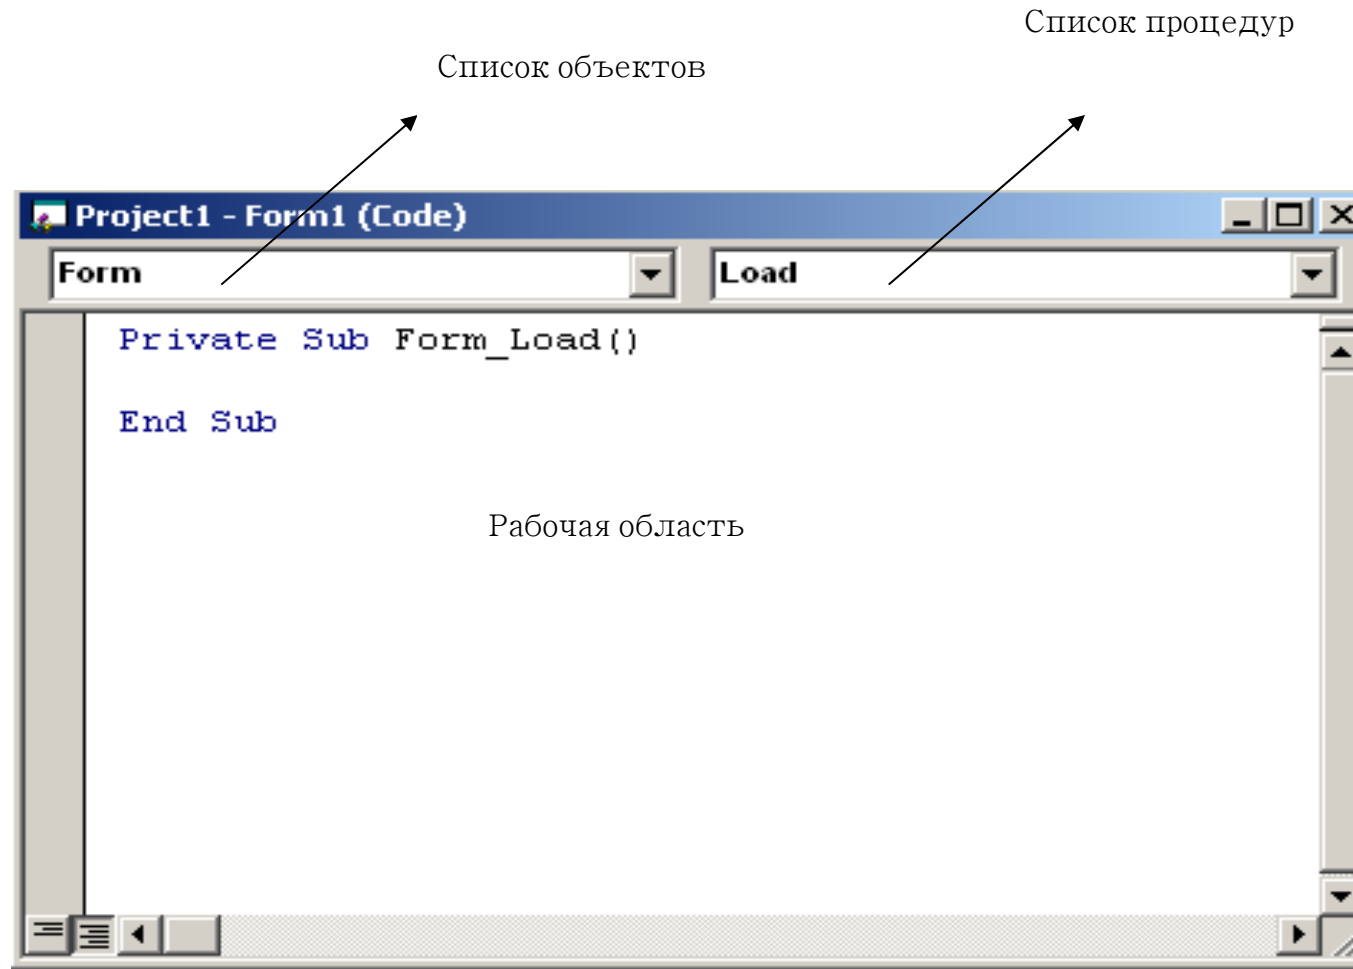 Список процедур
Список объектов
Project1 - Form1 (Code)
Form
Load
Private Sub Form_Load()
End Sub
Рабочая область